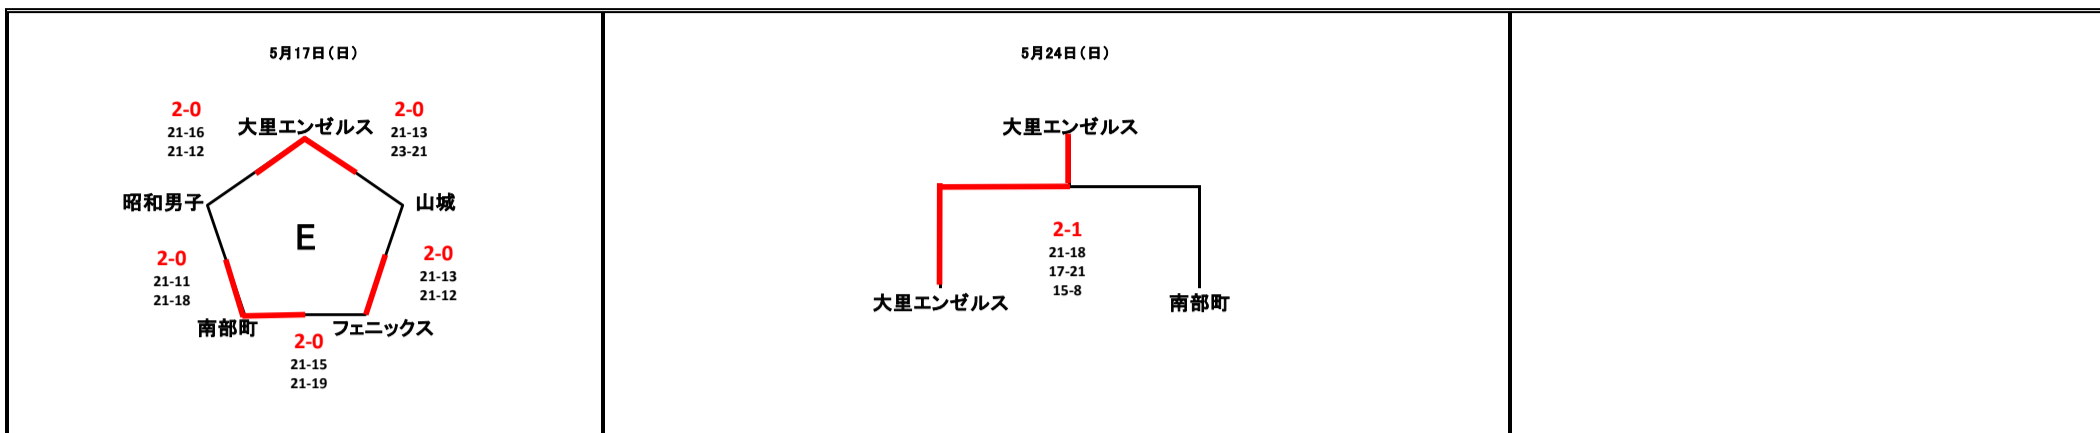 5月17日(日)
2-0
21-16
21-12
大里エンゼルス
2-0
21-13
23-21
昭和男子
山城
E
2-0
21-11
21-18
2-0
21-13
21-12
南部町
フェニックス
2-0
21-15
21-19
5月24日(日)
大里エンゼルス
2-1
21-18
17-21
15-8
大里エンゼルス
南部町